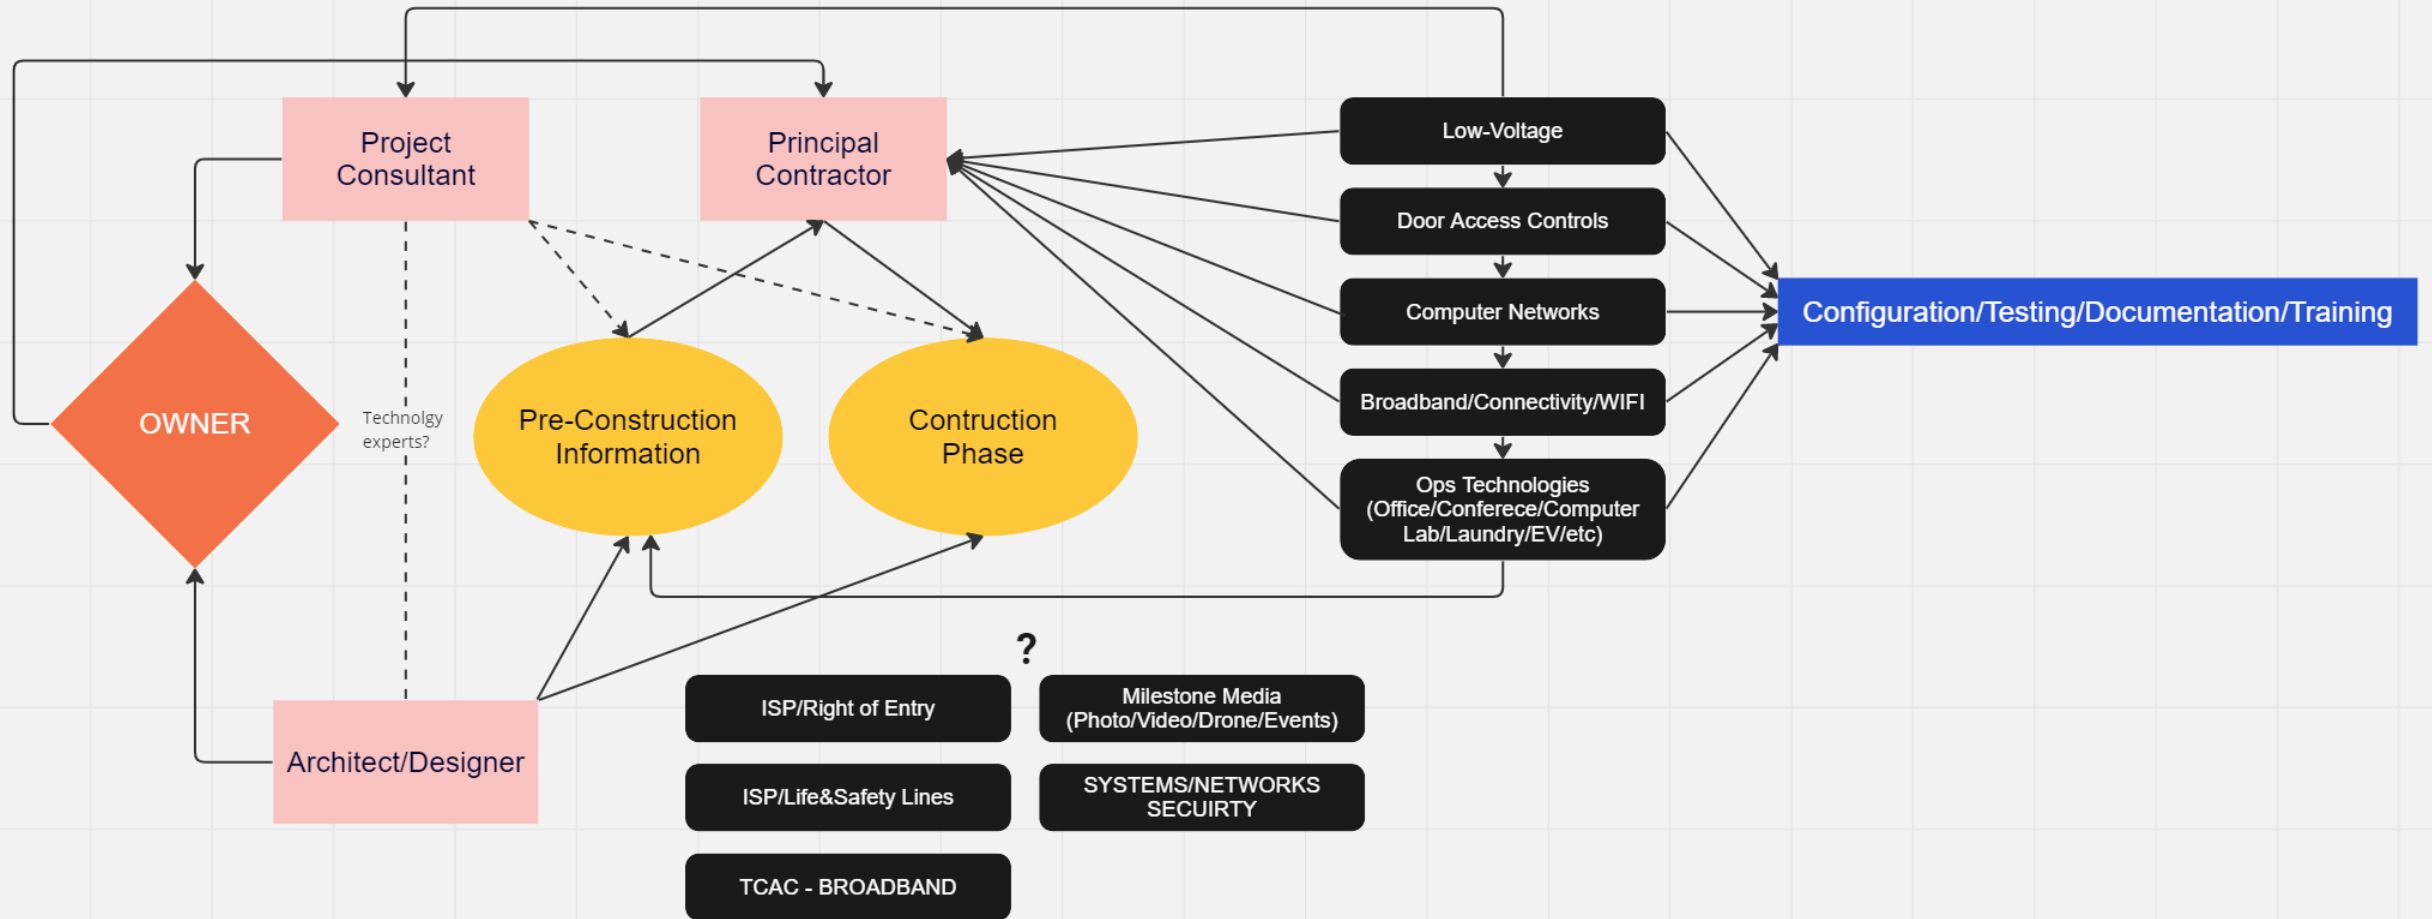 Project
Consultant
Principal
Contractor
Low-Voltage
Door Access Controls
Computer Networks
Configuration/Testing/Documentation/Training
Broadband/Connectivity/WIFI
OWNER
Technolgy
experts?
Pre-Construction
Information
Contruction
Phase
Ops Technologies
(Office/Conferece/Computer
Lab/Laundry/EV/etc)
?
ISP/Right of Entry
Milestone Media
(Photo/Video/Drone/Events)
Architect/Designer
ISP/Life&Safety Lines
SYSTEMS/NETWORKS
SECUIRTY
TCAC - BROADBAND